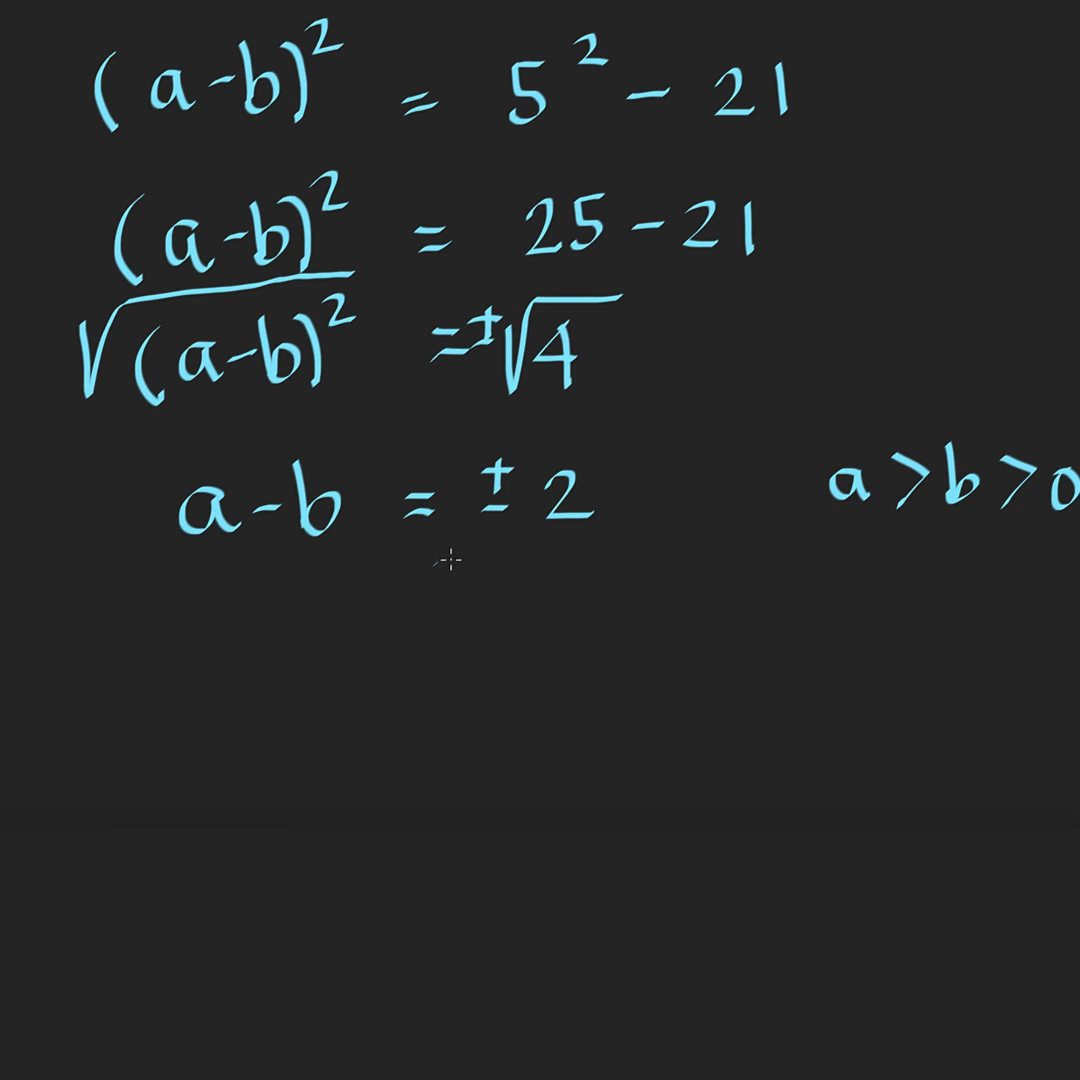 (a-b)² = 5² - 21
(a-b)² = 25 - 21
√(a-b)² = ±√4
a-b = ± 2
a > b > 0